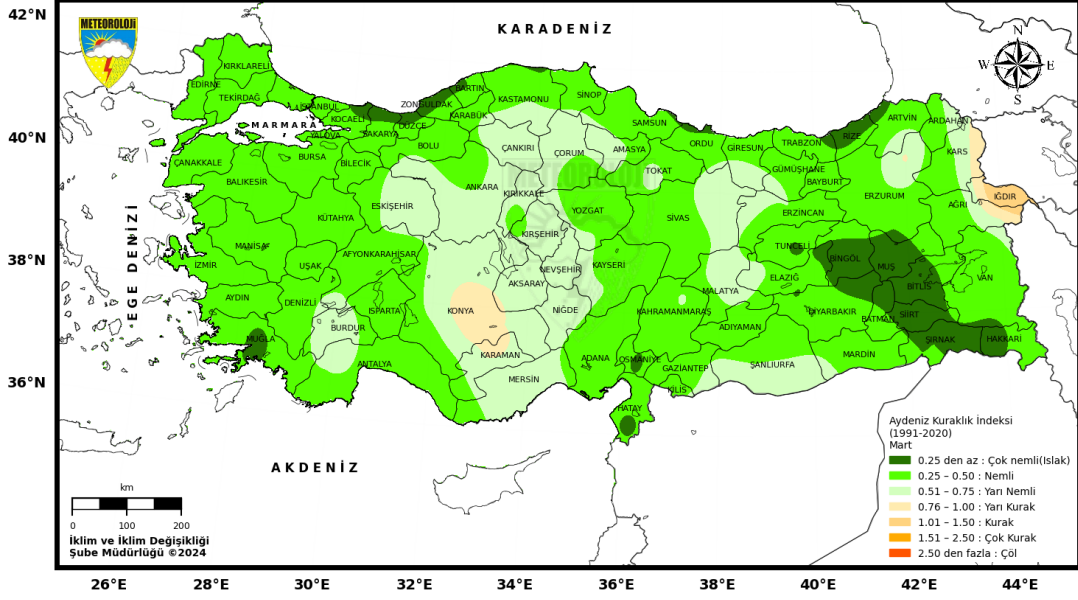 42°N
40°N
38°N
36°N
METEOROLOJİ
KARADENİZ
N
W
E
S
KIRKLARELİ
EDİRNE
TEKİRDAĞ
İSTANBUL
KOCAELİ
MARMARA
YALOVA
SAKARYA
DÜZCE
ZONGULDAK
BARTIN
KARABÜK
KASTAMONU
SİNOP
SAMSUN
ORDU
GİRESUN
TRABZON
RİZE
ARTVİN
ARDAHAN
KARS
ÇANAKKALE
BURSA
BİLECİK
BOLU
ÇANKIRI
ÇORUM
AMASYA
TOKAT
METEOROLOJİ
GÜMÜŞHANE
BAYBURT
BALIKESİR
ESKİŞEHİR
ANKARA
KIRIKKALE
YOZGAT
SİVAS
ERZİNCAN
ERZURUM
AĞRI
IĞDIR
EGE DENİZİ
KÜTAHYA
MANİSA
UŞAK
AFYONKARAHİSAR
KIRŞEHİR
NEVŞEHİR
KAYSERİ
TUNCELİ
BİNGÖL
MUŞ
BİTLİS
VAN
İZMİR
AYDIN
DENİZLİ
ISPARTA
KONYA
AKSARAY
NİĞDE
MALATYA
ELAZIĞ
KAHRAMANMARAŞ
ADIYAMAN
DİYARBAKIR
BATMAN
SİİRT
ŞIRNAK
HAKKARİ
MUĞLA
BURDUR
ANTALYA
KARAMAN
MERSİN
ADANA
OSMANİYE
GAZİANTEP
KİLİS
ŞANLIURFA
MARDİN
HATAY
AKDENİZ
Aydeniz Kuraklık İndeksi
(1991-2020)
Mart
0.25 den az : Çok nemli(Islak)
0.25 – 0.50 : Nemli
0.51 – 0.75 : Yarı Nemli
0.76 – 1.00 : Yarı Kurak
1.01 – 1.50 : Kurak
1.51 – 2.50 : Çok Kurak
2.50 den fazla : Çöl
km
0 100 200
İklim ve İklim Değişikliği
Şube Müdürlüğü ©2024
26°E 28°E 30°E 32°E 34°E 36°E 38°E 40°E 42°E 44°E